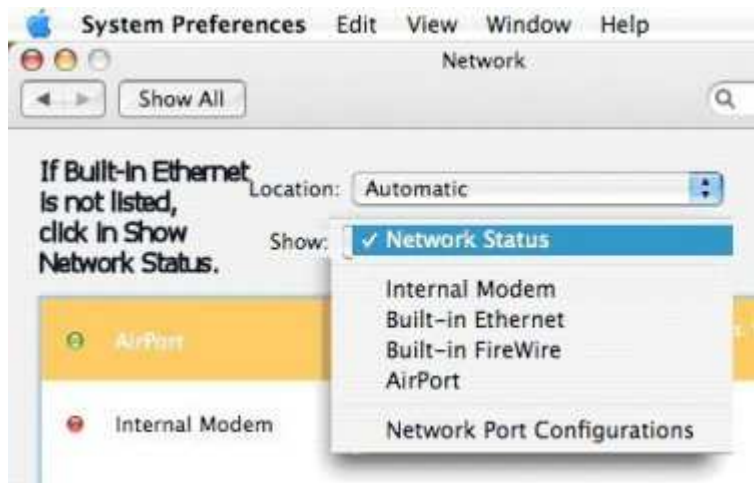 System Preferences Edit View Window Help
Network
Show All
If Built-in Ethernet
is not listed,
click in Show
Network Status.
Location: Automatic
Show: ✓ Network Status
Internal Modem
Built-in Ethernet
Built-in FireWire
AirPort
Network Port Configurations
AirPort
Internal Modem